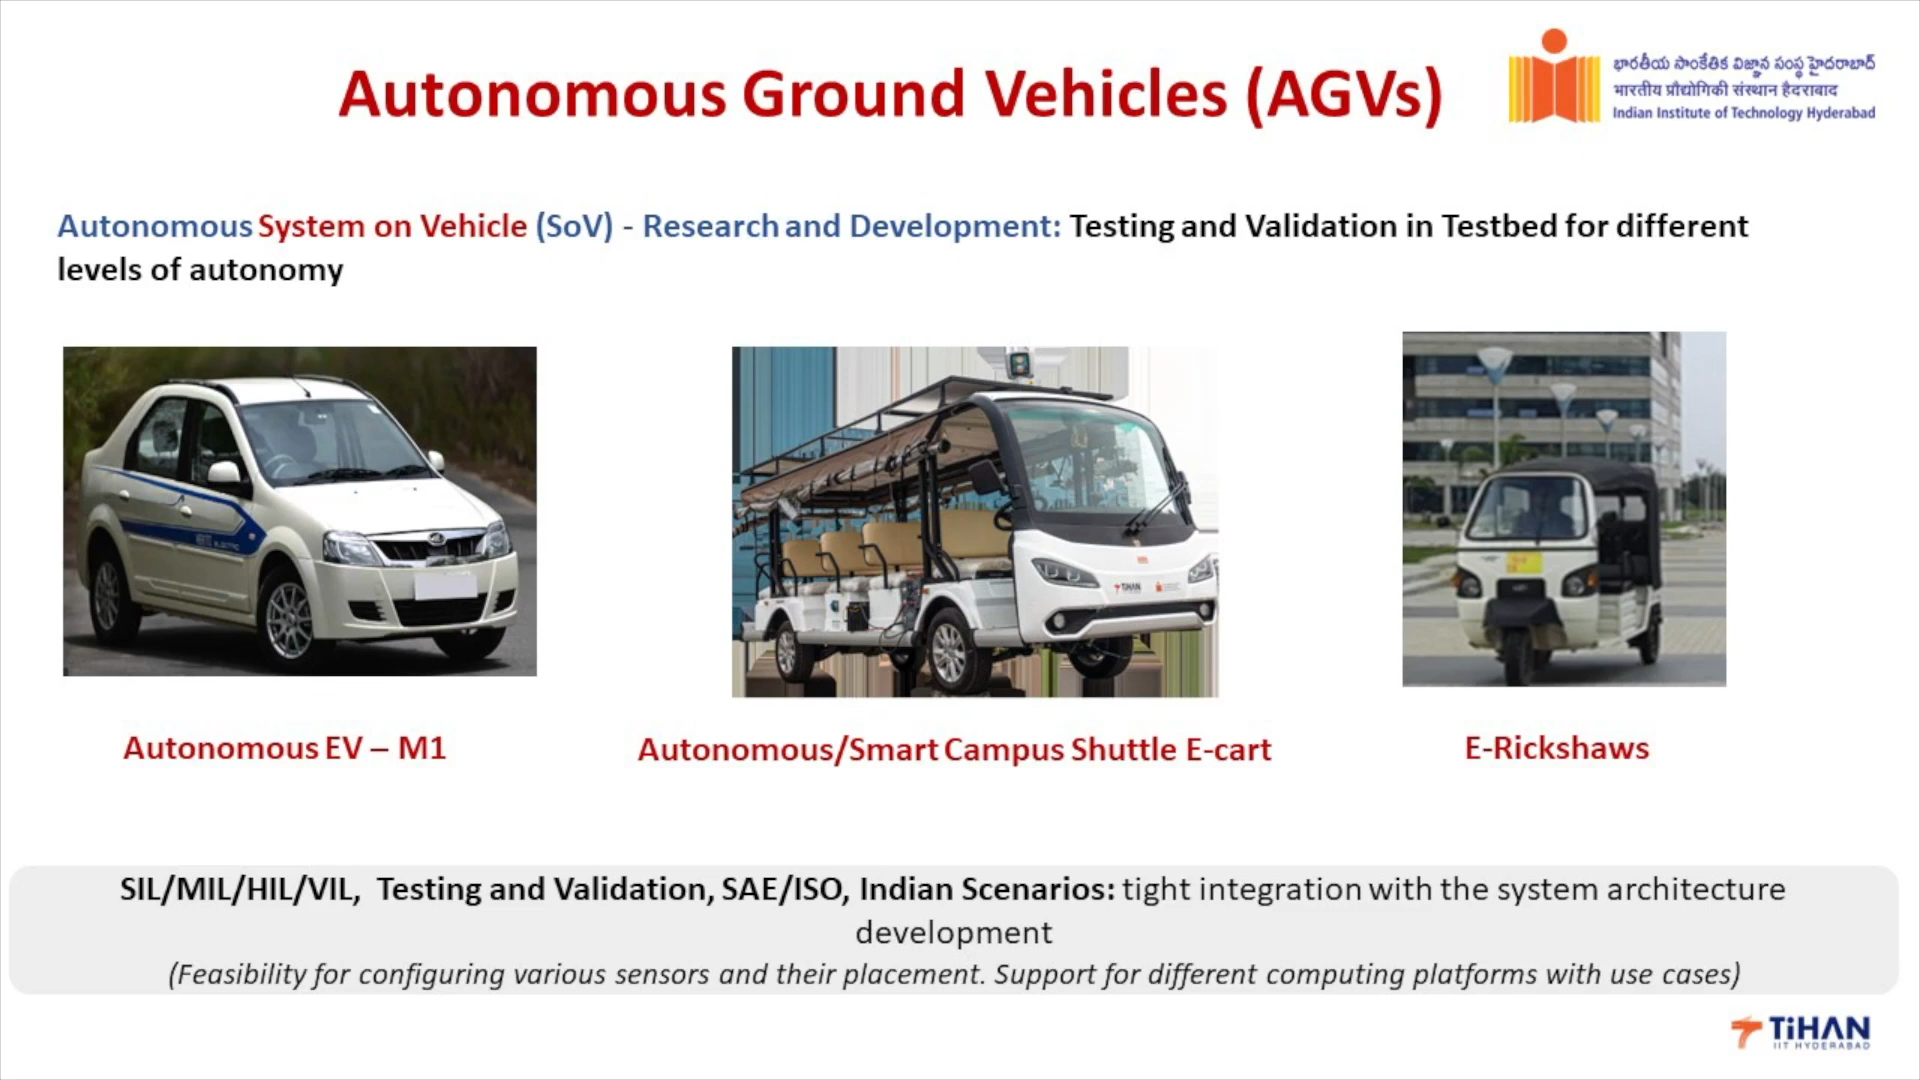 Autonomous Ground Vehicles (AGVs)
భారతీయ సాంకేతిక విజ్ఞాన సంస్థ హైదరాబాద్
भारतीय प्रौद्योगिकी संस्थान हैदराबाद
Indian Institute of Technology Hyderabad
Autonomous System on Vehicle (SoV) - Research and Development: Testing and Validation in Testbed for different
levels of autonomy
TiHAN
Autonomous EV – M1
Autonomous/Smart Campus Shuttle E-cart
E-Rickshaws
SIL/MIL/HIL/VIL, Testing and Validation, SAE/ISO, Indian Scenarios: tight integration with the system architecture
development
(Feasibility for configuring various sensors and their placement. Support for different computing platforms with use cases)
TiHAN
IIT HYDERABAD